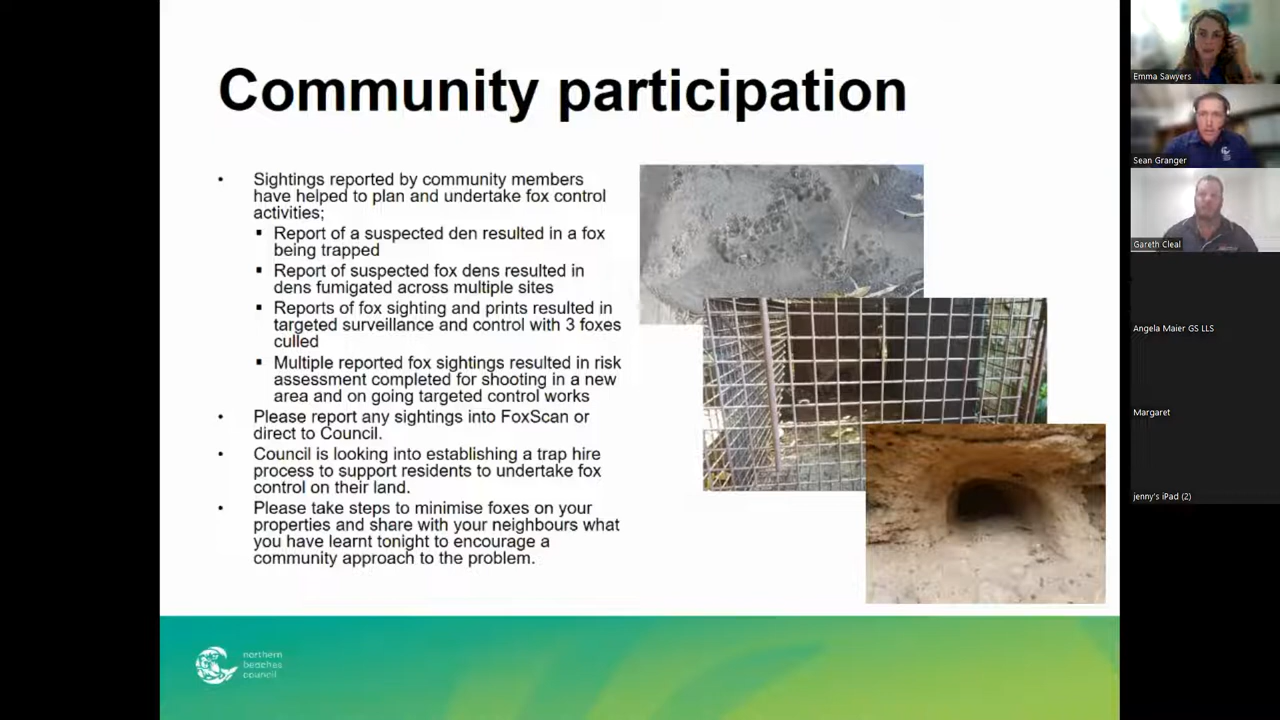 Community participation
• Sightings reported by community members
have helped to plan and undertake fox control
activities;
▪ Report of a suspected den resulted in a fox
being trapped
▪ Report of suspected fox dens resulted in
dens fumigated across multiple sites
▪ Reports of fox sighting and prints resulted in
targeted surveillance and control with 3 foxes
culled
▪ Multiple reported fox sightings resulted in risk
assessment completed for shooting in a new
area and on going targeted control works
• Please report any sightings into FoxScan or
direct to Council.
• Council is looking into establishing a trap hire
process to support residents to undertake fox
control on their land.
• Please take steps to minimise foxes on your
properties and share with your neighbours what
you have learnt tonight to encourage a
community approach to the problem.
northern
beaches
council
Emma Sawyers
Sean Granger
Gareth Cleal
Angela Maier GS LLS
Margaret
jenny's iPad (2)